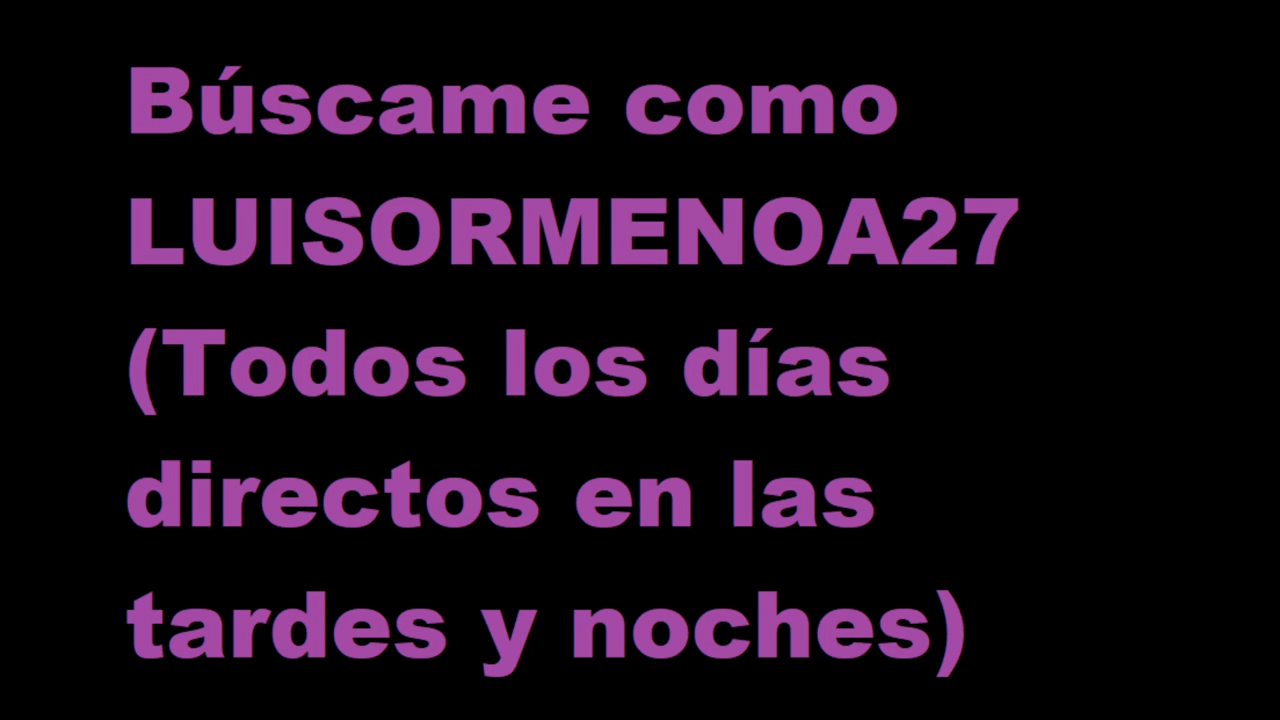 Búscame como
LUISORMENOA27
(Todos los días
directos en las
tardes y noches)